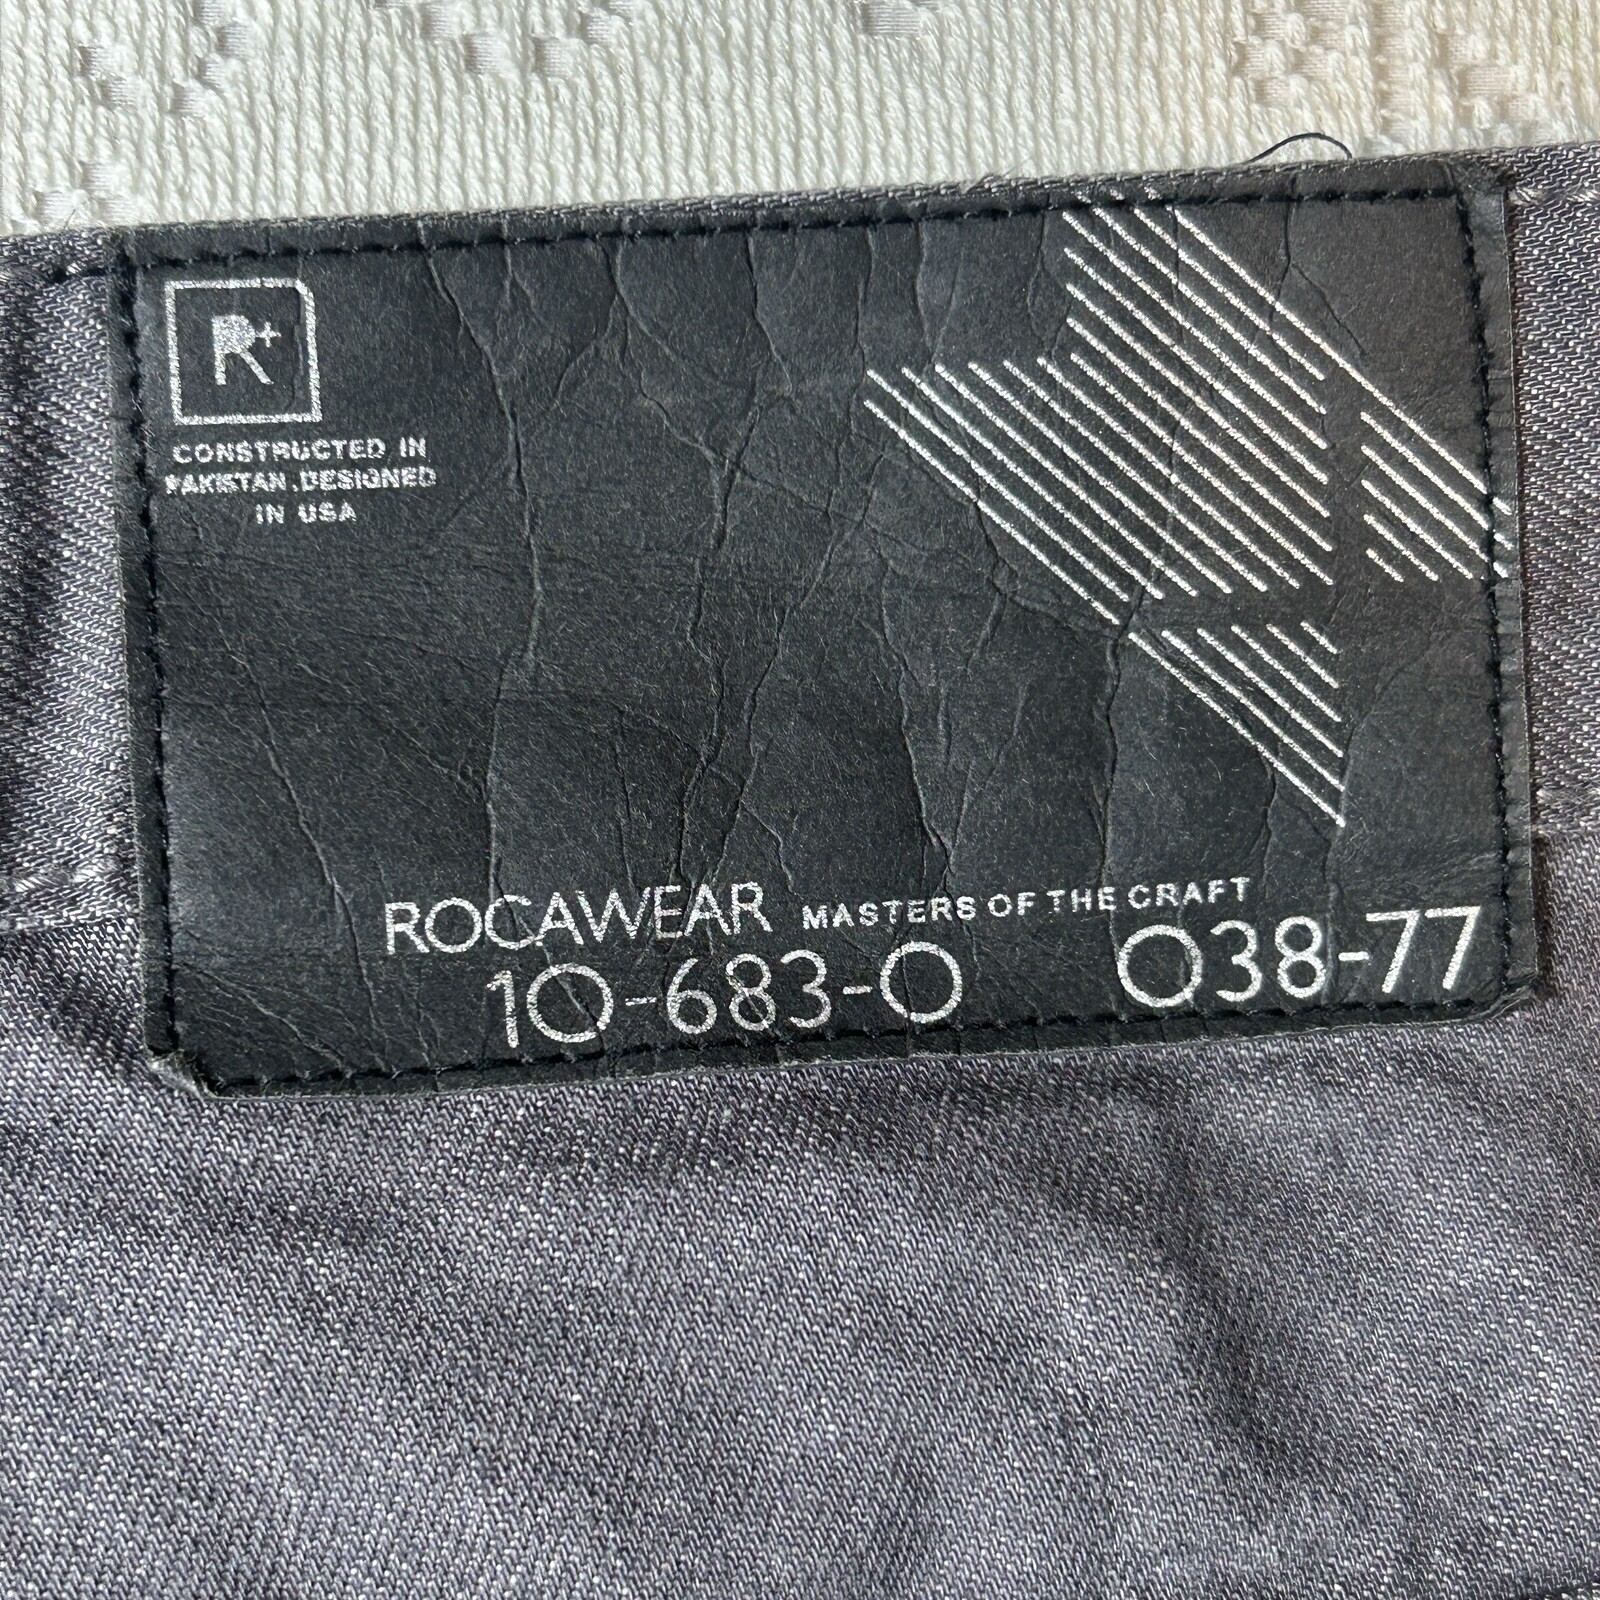 R+
CONSTRUCTED IN
PAKISTAN.DESIGNED
IN USA
ROCAWEAR MASTERS OF THE CRAFT
10-683-0 038-77